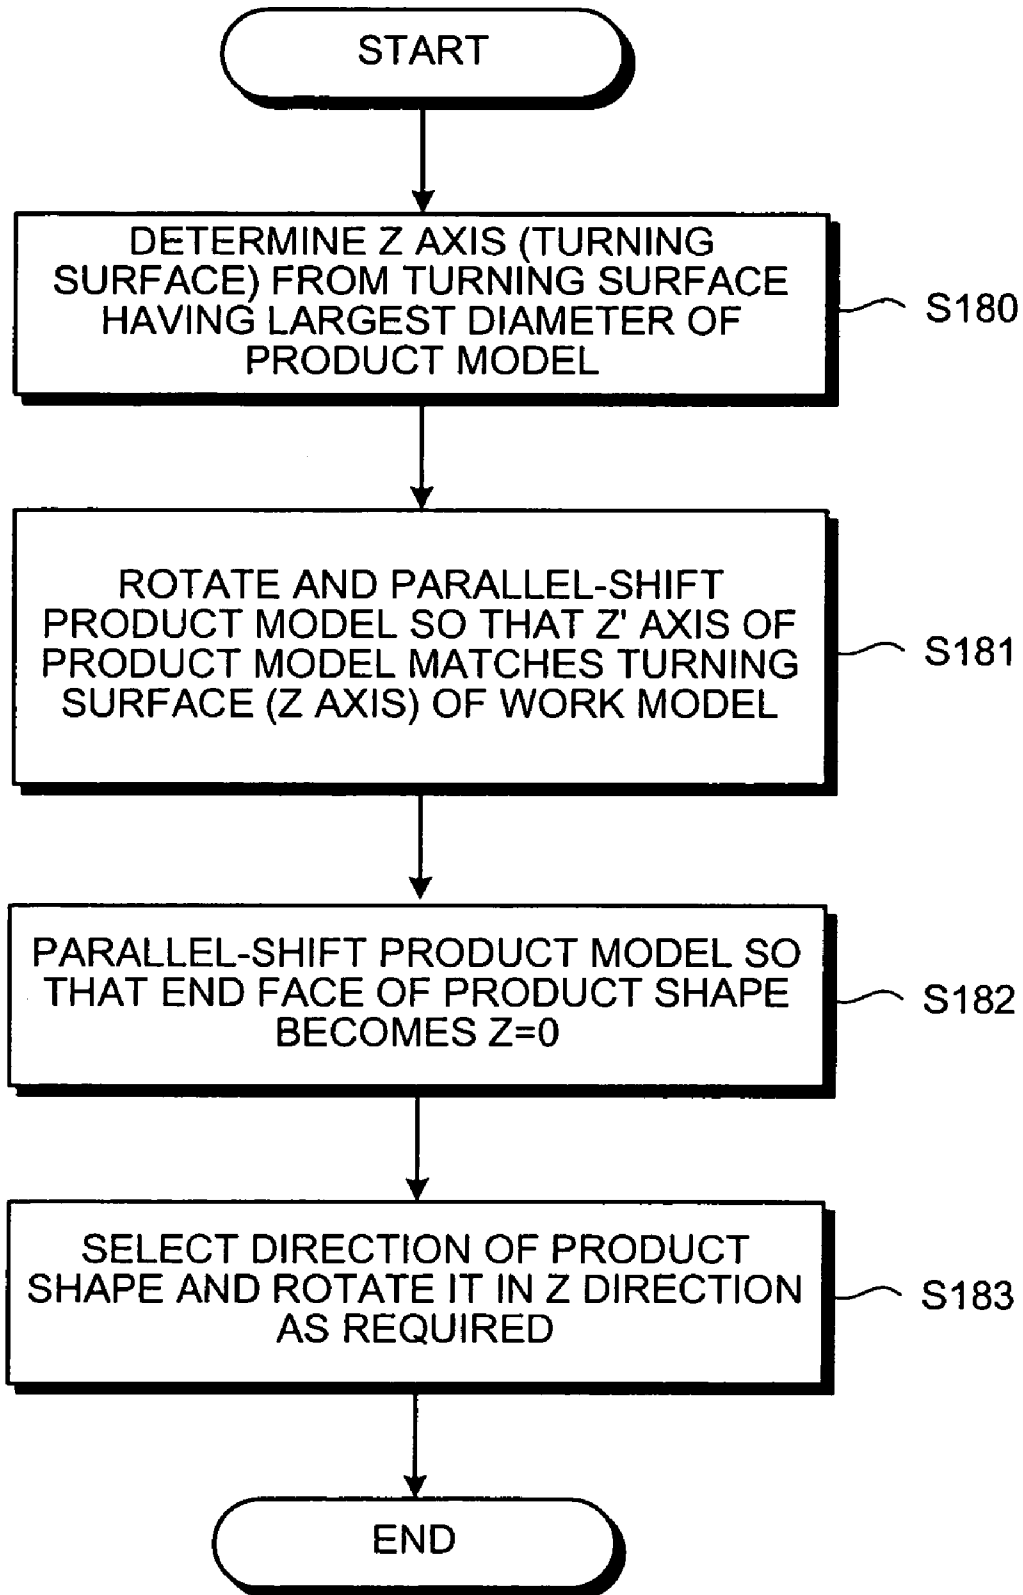 START
DETERMINE Z AXIS (TURNING
SURFACE) FROM TURNING SURFACE
HAVING LARGEST DIAMETER OF
PRODUCT MODEL
S180
ROTATE AND PARALLEL-SHIFT
PRODUCT MODEL SO THAT Z' AXIS OF
PRODUCT MODEL MATCHES TURNING
SURFACE (Z AXIS) OF WORK MODEL
S181
PARALLEL-SHIFT PRODUCT MODEL SO
THAT END FACE OF PRODUCT SHAPE
BECOMES Z=0
S182
SELECT DIRECTION OF PRODUCT
SHAPE AND ROTATE IT IN Z DIRECTION
AS REQUIRED
S183
END